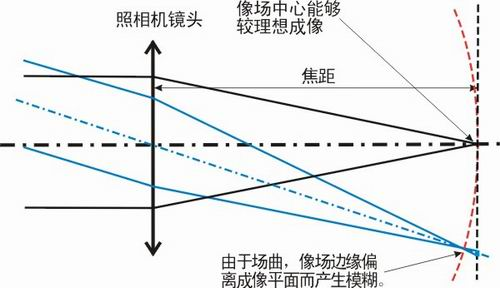 像场中心能够
较理想成像
照相机镜头
焦距
由于场曲，像场边缘偏
离成像平面而产生模糊。